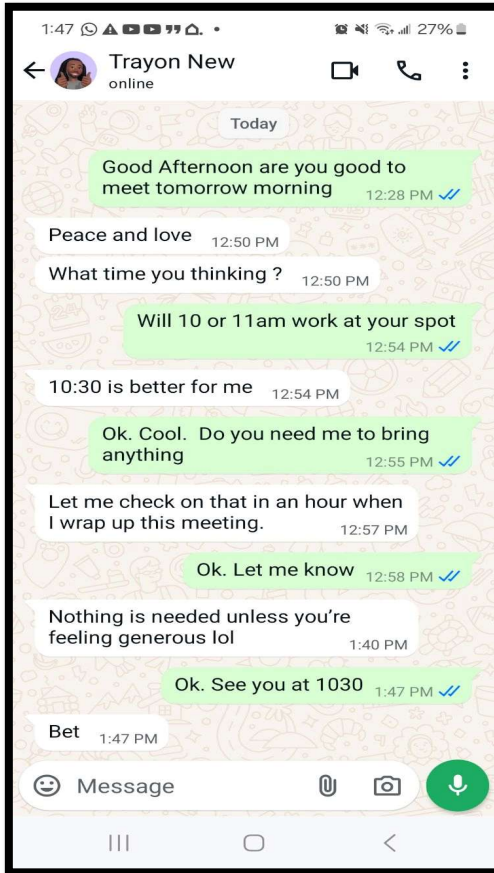 1:47 27%
Trayon New
online
Today
Good Afternoon are you good to
meet tomorrow morning 12:28 PM
Peace and love 12:50 PM
What time you thinking ? 12:50 PM
Will 10 or 11am work at your spot
12:54 PM
10:30 is better for me 12:54 PM
Ok. Cool.  Do you need me to bring
anything 12:55 PM
Let me check on that in an hour when
I wrap up this meeting. 12:57 PM
Ok. Let me know 12:58 PM
Nothing is needed unless you’re
feeling generous lol 1:40 PM
Ok. See you at 1030 1:47 PM
Bet 1:47 PM
Message